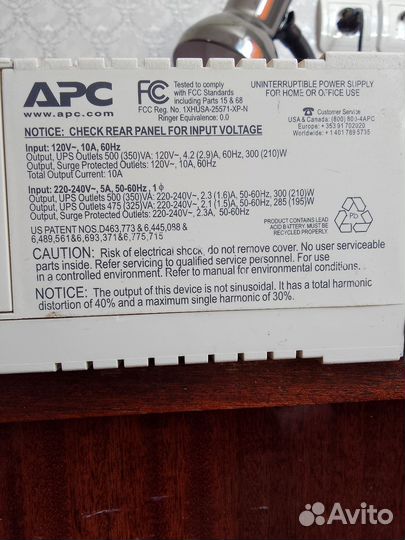 APC
www.apc.com
FCC
Tested to comply
with FCC Standards
including Parts 15 & 68
FCC Reg. No. 1XHUSA-25571-XP-N
Ringer Equivalence: 0.0
UNINTERRUPTIBLE POWER SUPPLY
FOR HOME OR OFFICE USE
Customer Service
USA & Canada: (800) 800-4APC
Europe: + 353 91702020
Worldwide: + 1 401 789 5735
NOTICE: CHECK REAR PANEL FOR INPUT VOLTAGE
Input: 120V~, 10A, 60Hz
Output, UPS Outlets 500 (350)VA: 120V~, 4.2 (2.9)A, 60Hz, 300 (210)W
Output, Surge Protected Outlets: 120V~, 10A, 60Hz
Total Output Current: 10A
Input: 220-240V~, 5A, 50-60Hz, 1ϕ
Output, UPS Outlets 500 (350)VA: 220-240V~, 2.3 (1.6)A, 50-60Hz, 300 (210)W
Output, UPS Outlets 475 (325)VA: 220-240V~, 2.1 (1.5)A, 50-60Hz, 285 (195)W
Output, Surge Protected Outlets: 220-240V~, 2.3A, 50-60Hz
US PATENT NOS.D463,773 & 6,445,088 &
6,489,561 & 6,693,371 & 6,775,715
Pb
CONTAINS SEALED LEAD
ACID BATTERY MUST BE
RECYCLED PROPERLY
CAUTION: Risk of electrical shock, do not remove cover. No user serviceable
parts inside. Refer servicing to qualified service personnel. For use
in a controlled environment. Refer to manual for environmental conditions.
NOTICE: The output of this device is not sinusoidal. It has a total harmonic
distortion of 40% and a maximum single harmonic of 30%.
Avito